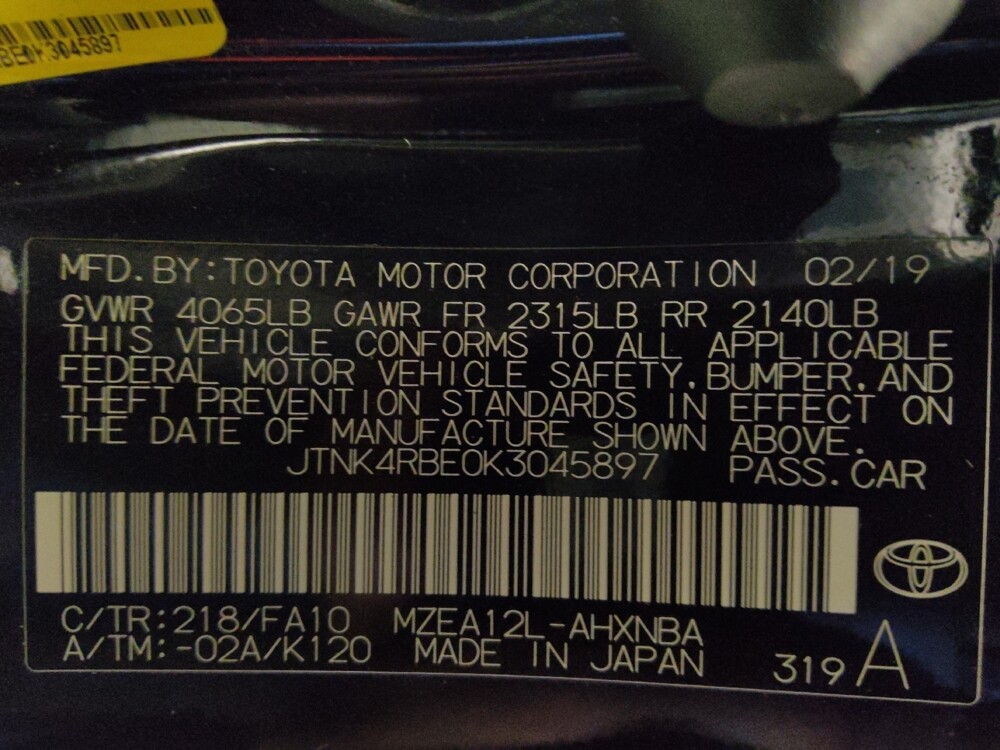 BE0K3045897
MFD.BY:TOYOTA MOTOR CORPORATION 02/19
GVWR 4065LB GAWR FR 2315LB RR 2140LB
THIS VEHICLE CONFORMS TO ALL APPLICABLE
FEDERAL MOTOR VEHICLE SAFETY,BUMPER,AND
THEFT PREVENTION STANDARDS IN EFFECT ON
THE DATE OF MANUFACTURE SHOWN ABOVE.
JTNK4RBE0K3045897 PASS.CAR
C/TR:218/FA10 MZEA12L-AHXNBA
A/TM:-02A/K120 MADE IN JAPAN 319 A